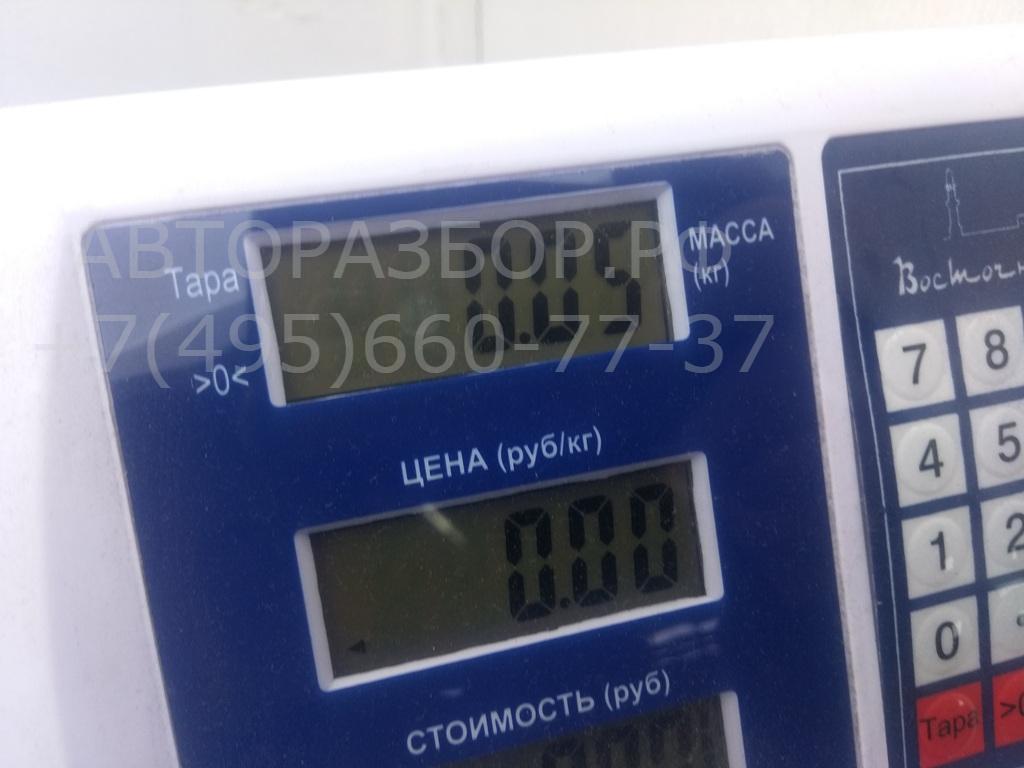 АВТОРАЗБОР.РФ
+7(495)660-77-37
Тара
МАССА
(кг)
>0<
ЦЕНА (руб/кг)
0.00
СТОИМОСТЬ (руб)
7 8
4 5
1 2
0
Тара